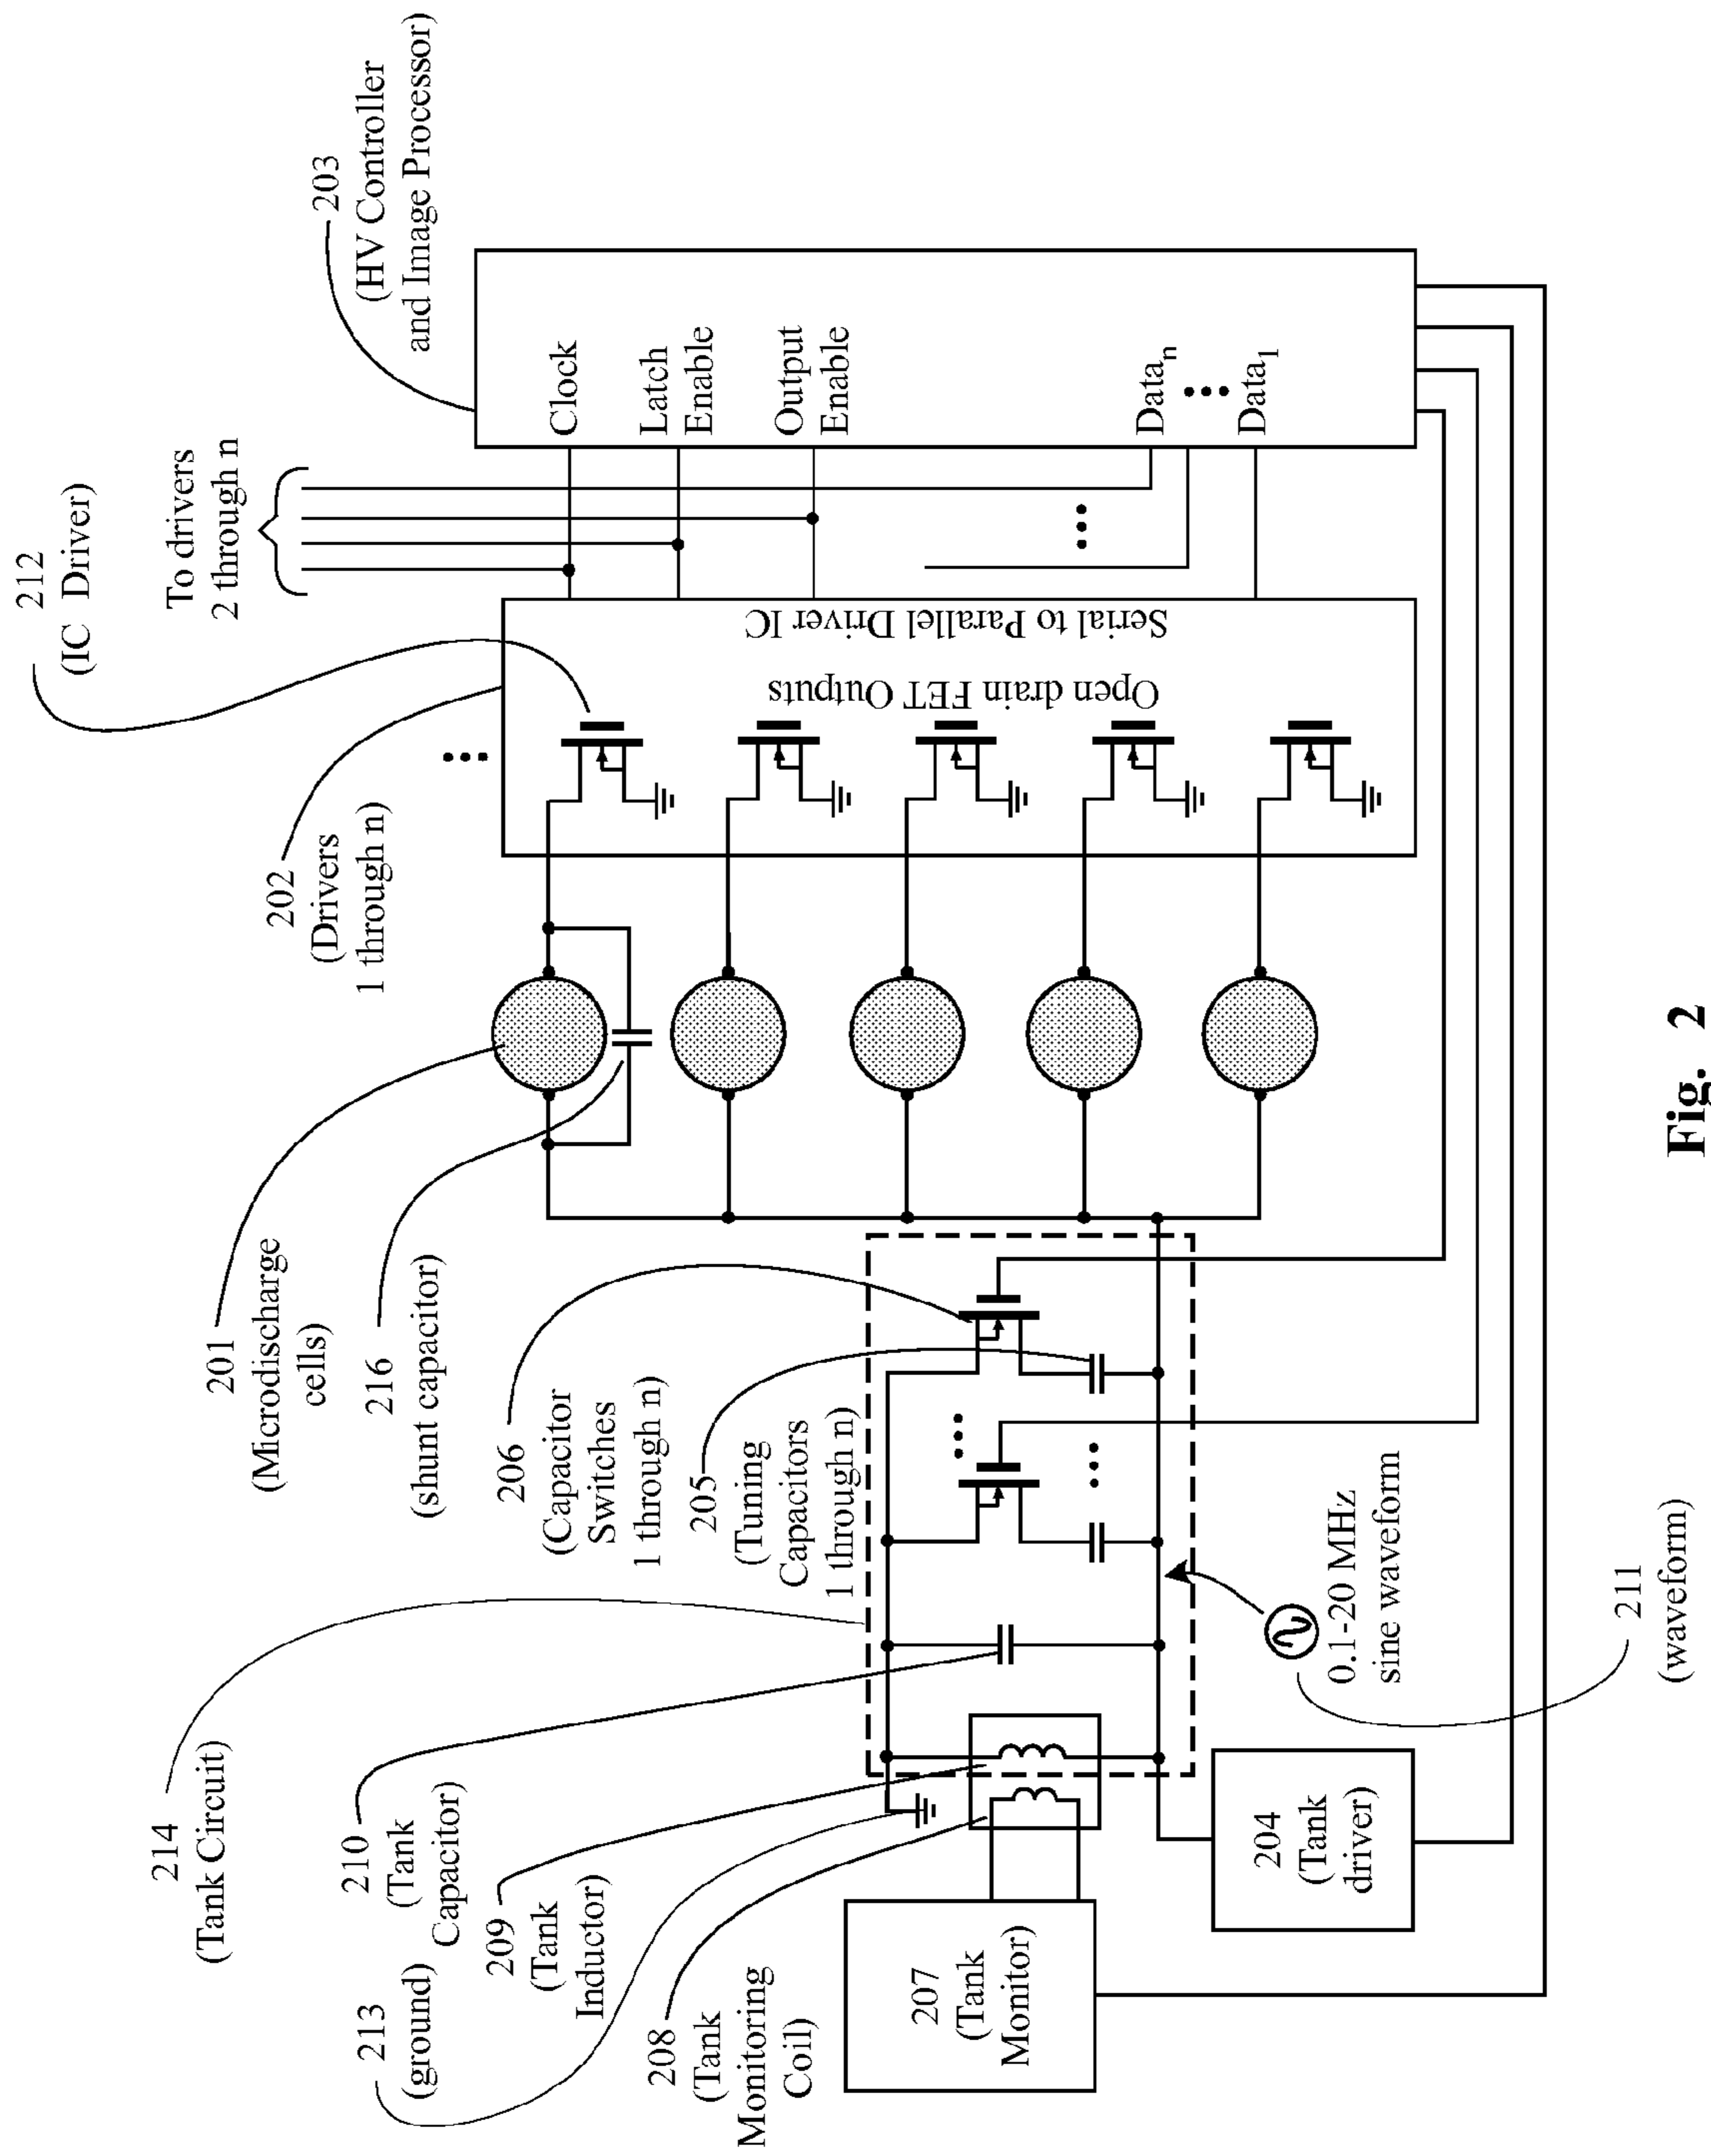 212
(IC Driver)
To drivers
2 through n
203
(HV Controller
and Image Processor)
202
(Drivers
1 through n)
201
(Microdischarge
cells)
216
(shunt capacitor)
214
(Tank Circuit)
210
(Tank
Capacitor)
213
(ground)
209
(Tank
Inductor)
206
(Capacitor
Switches
1 through n)
205
(Tuning
Capacitors
1 through n)
208
(Tank
Monitoring
Coil)
Clock
Latch
Enable
Output
Enable
Data n
Data 1
Serial to Parallel Driver IC
Open drain FET Outputs
207
(Tank
Monitor)
204
(Tank
driver)
0.1-20 MHz
sine waveform
211
(waveform)
Fig. 2